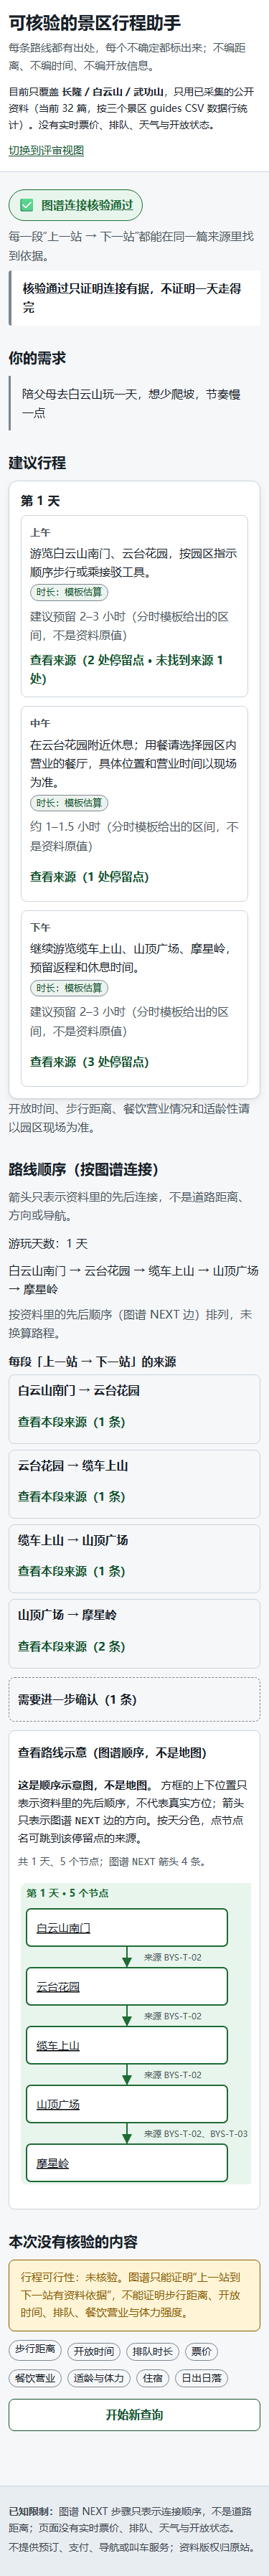 可核验的景区行程助手
每条路线都有出处，每个不确定都标出来；不编距
离、不编时间、不编开放信息。
目前只覆盖 长隆 / 白云山 / 武功山，只用已采集的公开
资料（当前 32 篇，按三个景区 guides CSV 数据行统
计）。没有实时票价、排队、天气与开放状态。
切换到评审视图
✅ 图谱连接核验通过
每一段“上一站 → 下一站”都能在同一篇来源里找
到依据。
核验通过只证明连接有据，不证明一天走得
完
你的需求
陪父母去白云山玩一天，想少爬坡，节奏慢
一点
建议行程
第 1 天
上午
游览白云山南门、云台花园，按园区指示
顺序步行或乘接驳工具。
时长：模板估算
建议预留 2–3 小时（分时模板给出的区
间，不是资料原值）
查看来源（2 处停留点 • 未找到来源 1
处）
中午
在云台花园附近休息；用餐请选择园区内
营业的餐厅，具体位置和营业时间以现场
为准。
时长：模板估算
约 1–1.5 小时（分时模板给出的区间，不
是资料原值）
查看来源（1 处停留点）
下午
继续游览缆车上山、山顶广场、摩星岭，
预留返程和休息时间。
时长：模板估算
建议预留 2–3 小时（分时模板给出的区
间，不是资料原值）
查看来源（3 处停留点）
开放时间、步行距离、餐饮营业情况和适龄性请
以园区现场为准。
路线顺序（按图谱连接）
箭头只表示资料里的先后连接，不是道路距离、
方向或导航。
游玩天数：1 天
白云山南门 → 云台花园 → 缆车上山 → 山顶广场
→ 摩星岭
按资料里的先后顺序（图谱 NEXT 边）排列，未
换算路程。
每段「上一站 → 下一站」的来源
白云山南门 → 云台花园
查看本段来源（1 条）
云台花园 → 缆车上山
查看本段来源（1 条）
缆车上山 → 山顶广场
查看本段来源（1 条）
山顶广场 → 摩星岭
查看本段来源（2 条）
需要进一步确认（1 条）
查看路线示意（图谱顺序，不是地图）
这是顺序示意图，不是地图。 方框的上下位置只
表示资料里的先后顺序，不代表真实方位；箭头
只表示图谱 NEXT 边的方向。按天分色，点节点
名可跳到该停留点的来源。
共 1 天、5 个节点；图谱 NEXT 箭头 4 条。
第 1 天 • 5 个节点
白云山南门
来源 BYS-T-02
云台花园
来源 BYS-T-02
缆车上山
来源 BYS-T-02
山顶广场
来源 BYS-T-02、BYS-T-03
摩星岭
本次没有核验的内容
行程可行性：未核验。图谱只能证明“上一站到
下一站有资料依据”，不能证明步行距离、开放
时间、排队、餐饮营业与体力强度。
步行距离 开放时间 排队时长 票价
餐饮营业 适龄与体力 住宿 日出日落
开始新查询
已知限制：图谱 NEXT 步骤只表示连接顺序，不是道路
距离；页面没有实时票价、排队、天气与开放状态。
不提供预订、支付、导航或叫车服务；资料版权归原站。